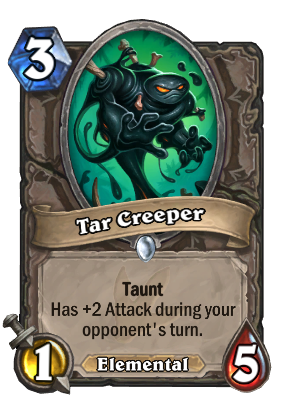 3
Tar Creeper
Taunt
Has +2 Attack during your
opponent's turn.
1
Elemental
5